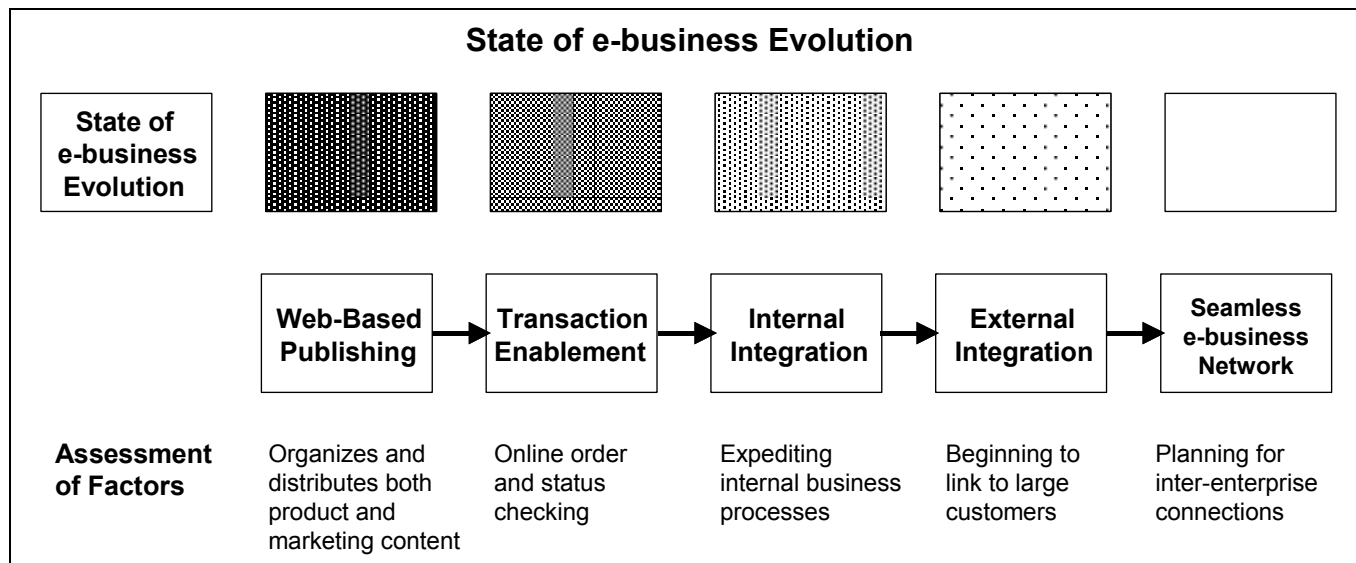 State of e-business Evolution
State of
e-business
Evolution
Web-Based
Publishing
Transaction
Enablement
Internal
Integration
External
Integration
Seamless
e-business
Network
Assessment
of Factors
Organizes and
distributes both
product and
marketing content
Online order
and status
checking
Expediting
internal business
processes
Beginning to
link to large
customers
Planning for
inter-enterprise
connections